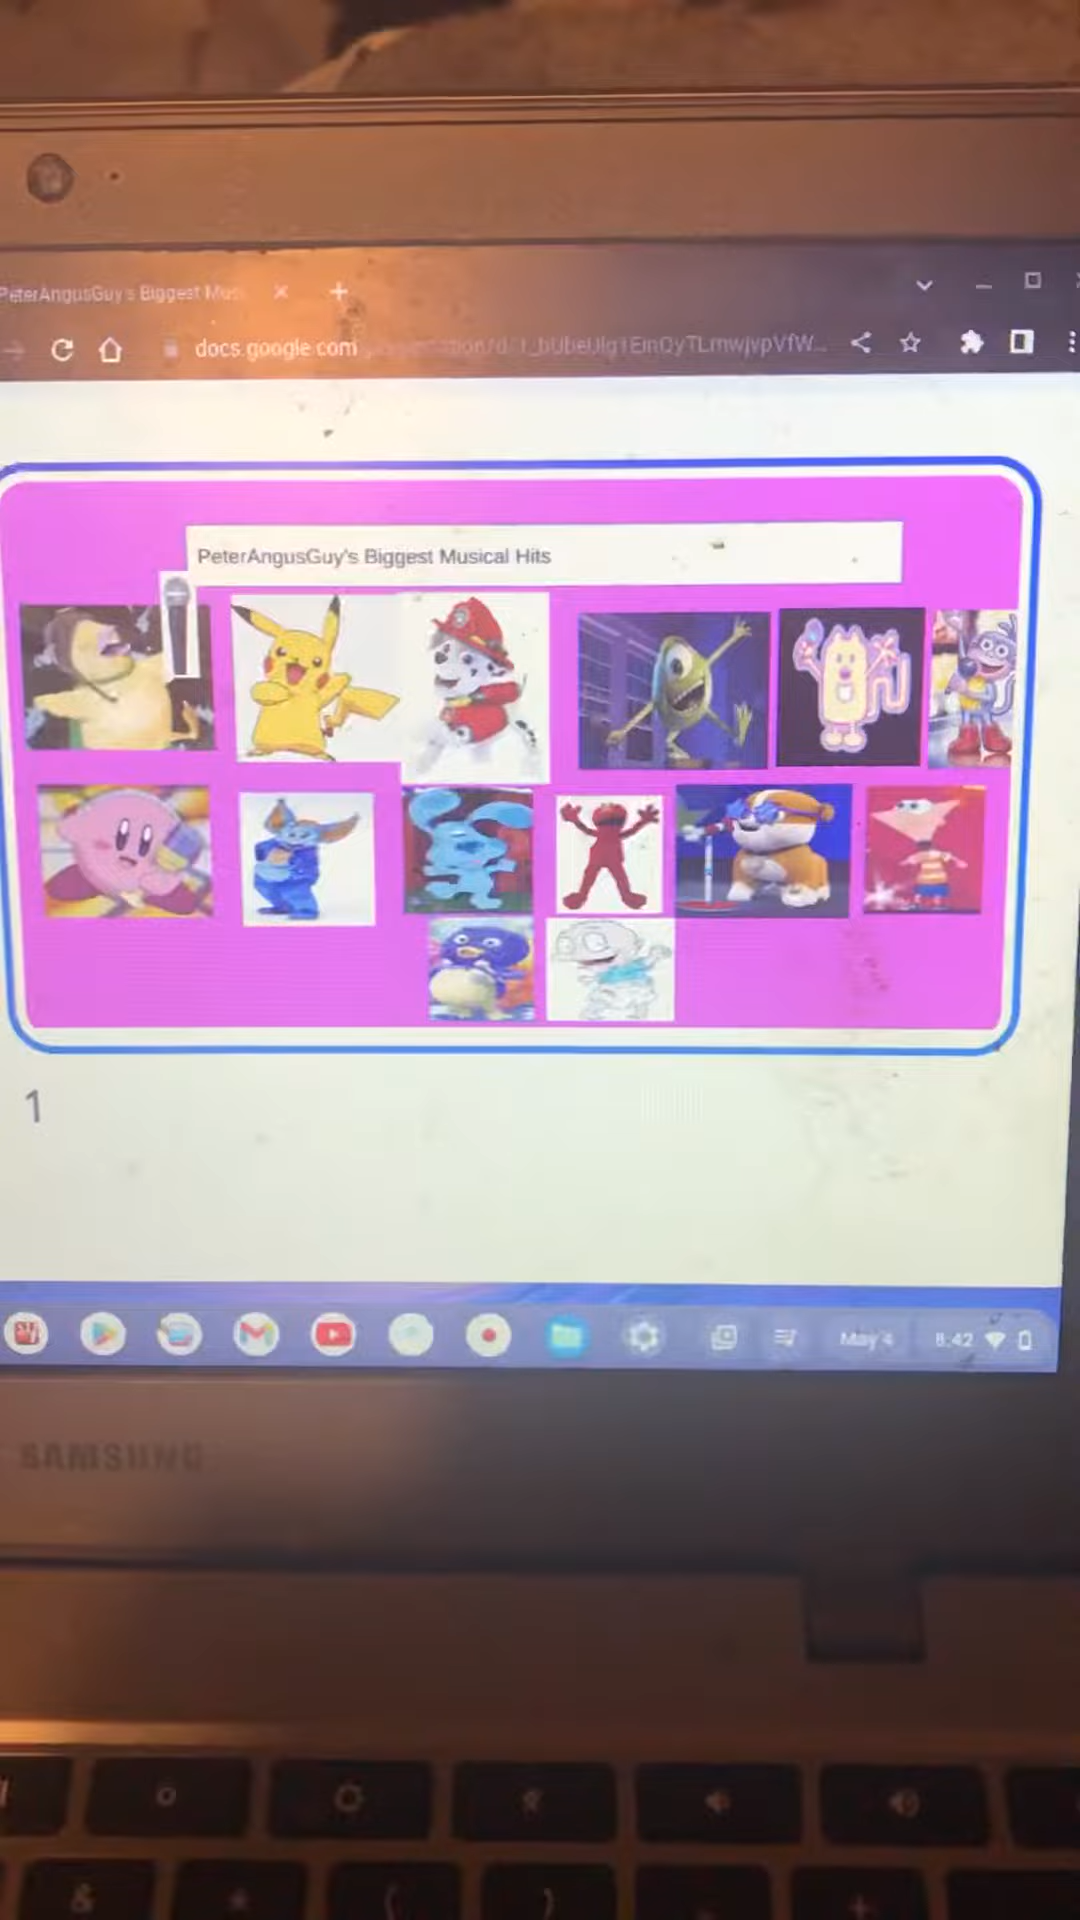 PeterAngusGuy's Biggest Mus
docs.google.com
PeterAngusGuy's Biggest Musical Hits
1
May 4
8:42
SAMSUNG
&
(
)